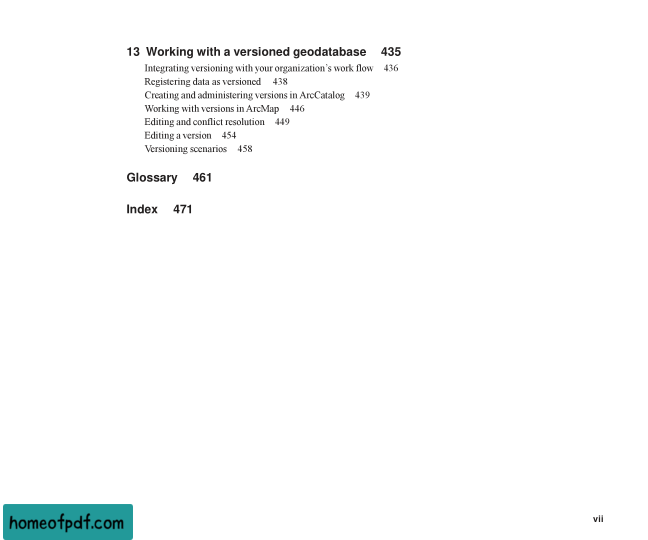 13 Working with a versioned geodatabase 435
Integrating versioning with your organization's work flow 436
Registering data as versioned 438
Creating and administering versions in ArcCatalog 439
Working with versions in ArcMap 446
Editing and conflict resolution 449
Editing a version 454
Versioning scenarios 458
Glossary 461
Index 471
homeofpdf.com
vii